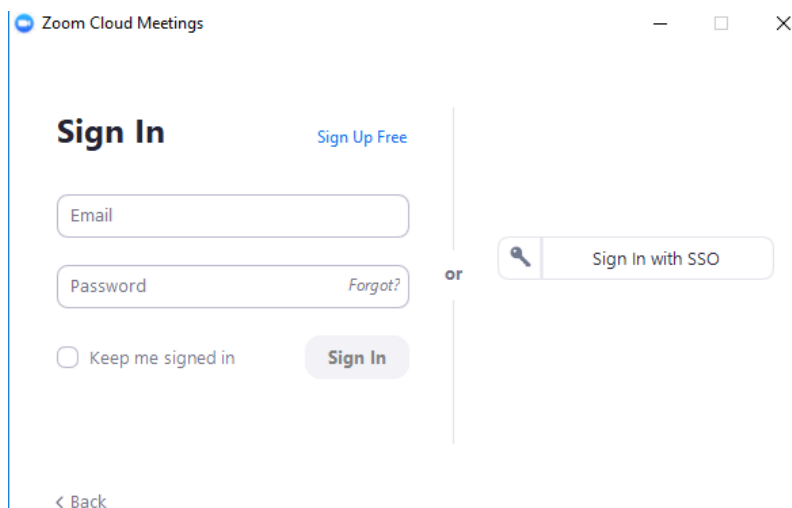 Zoom Cloud Meetings
Sign In
Sign Up Free
Email
Password
Forgot?
Keep me signed in
Sign In
or
Sign In with SSO
Back